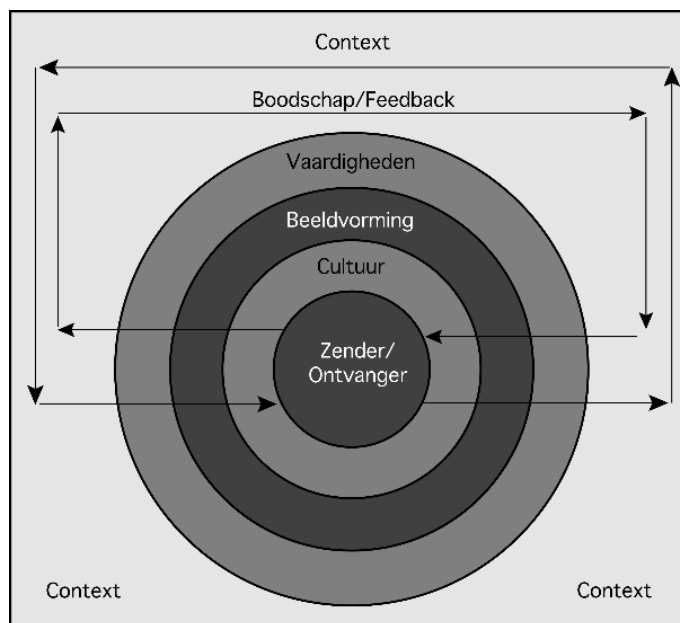 Context
Boodschap/Feedback
Vaardigheden
Beeldvorming
Cultuur
Zender/
Ontvanger
Context
Context